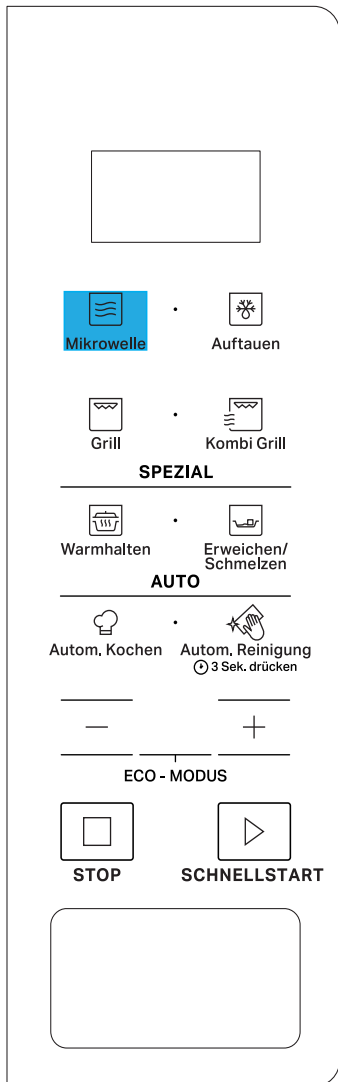 Mikrowelle
Auftauen
Grill
Kombi Grill
SPEZIAL
Warmhalten
Erweichen/
Schmelzen
AUTO
Autom. Kochen
Autom. Reinigung
3 Sek. drücken
ECO - MODUS
STOP
SCHNELLSTART